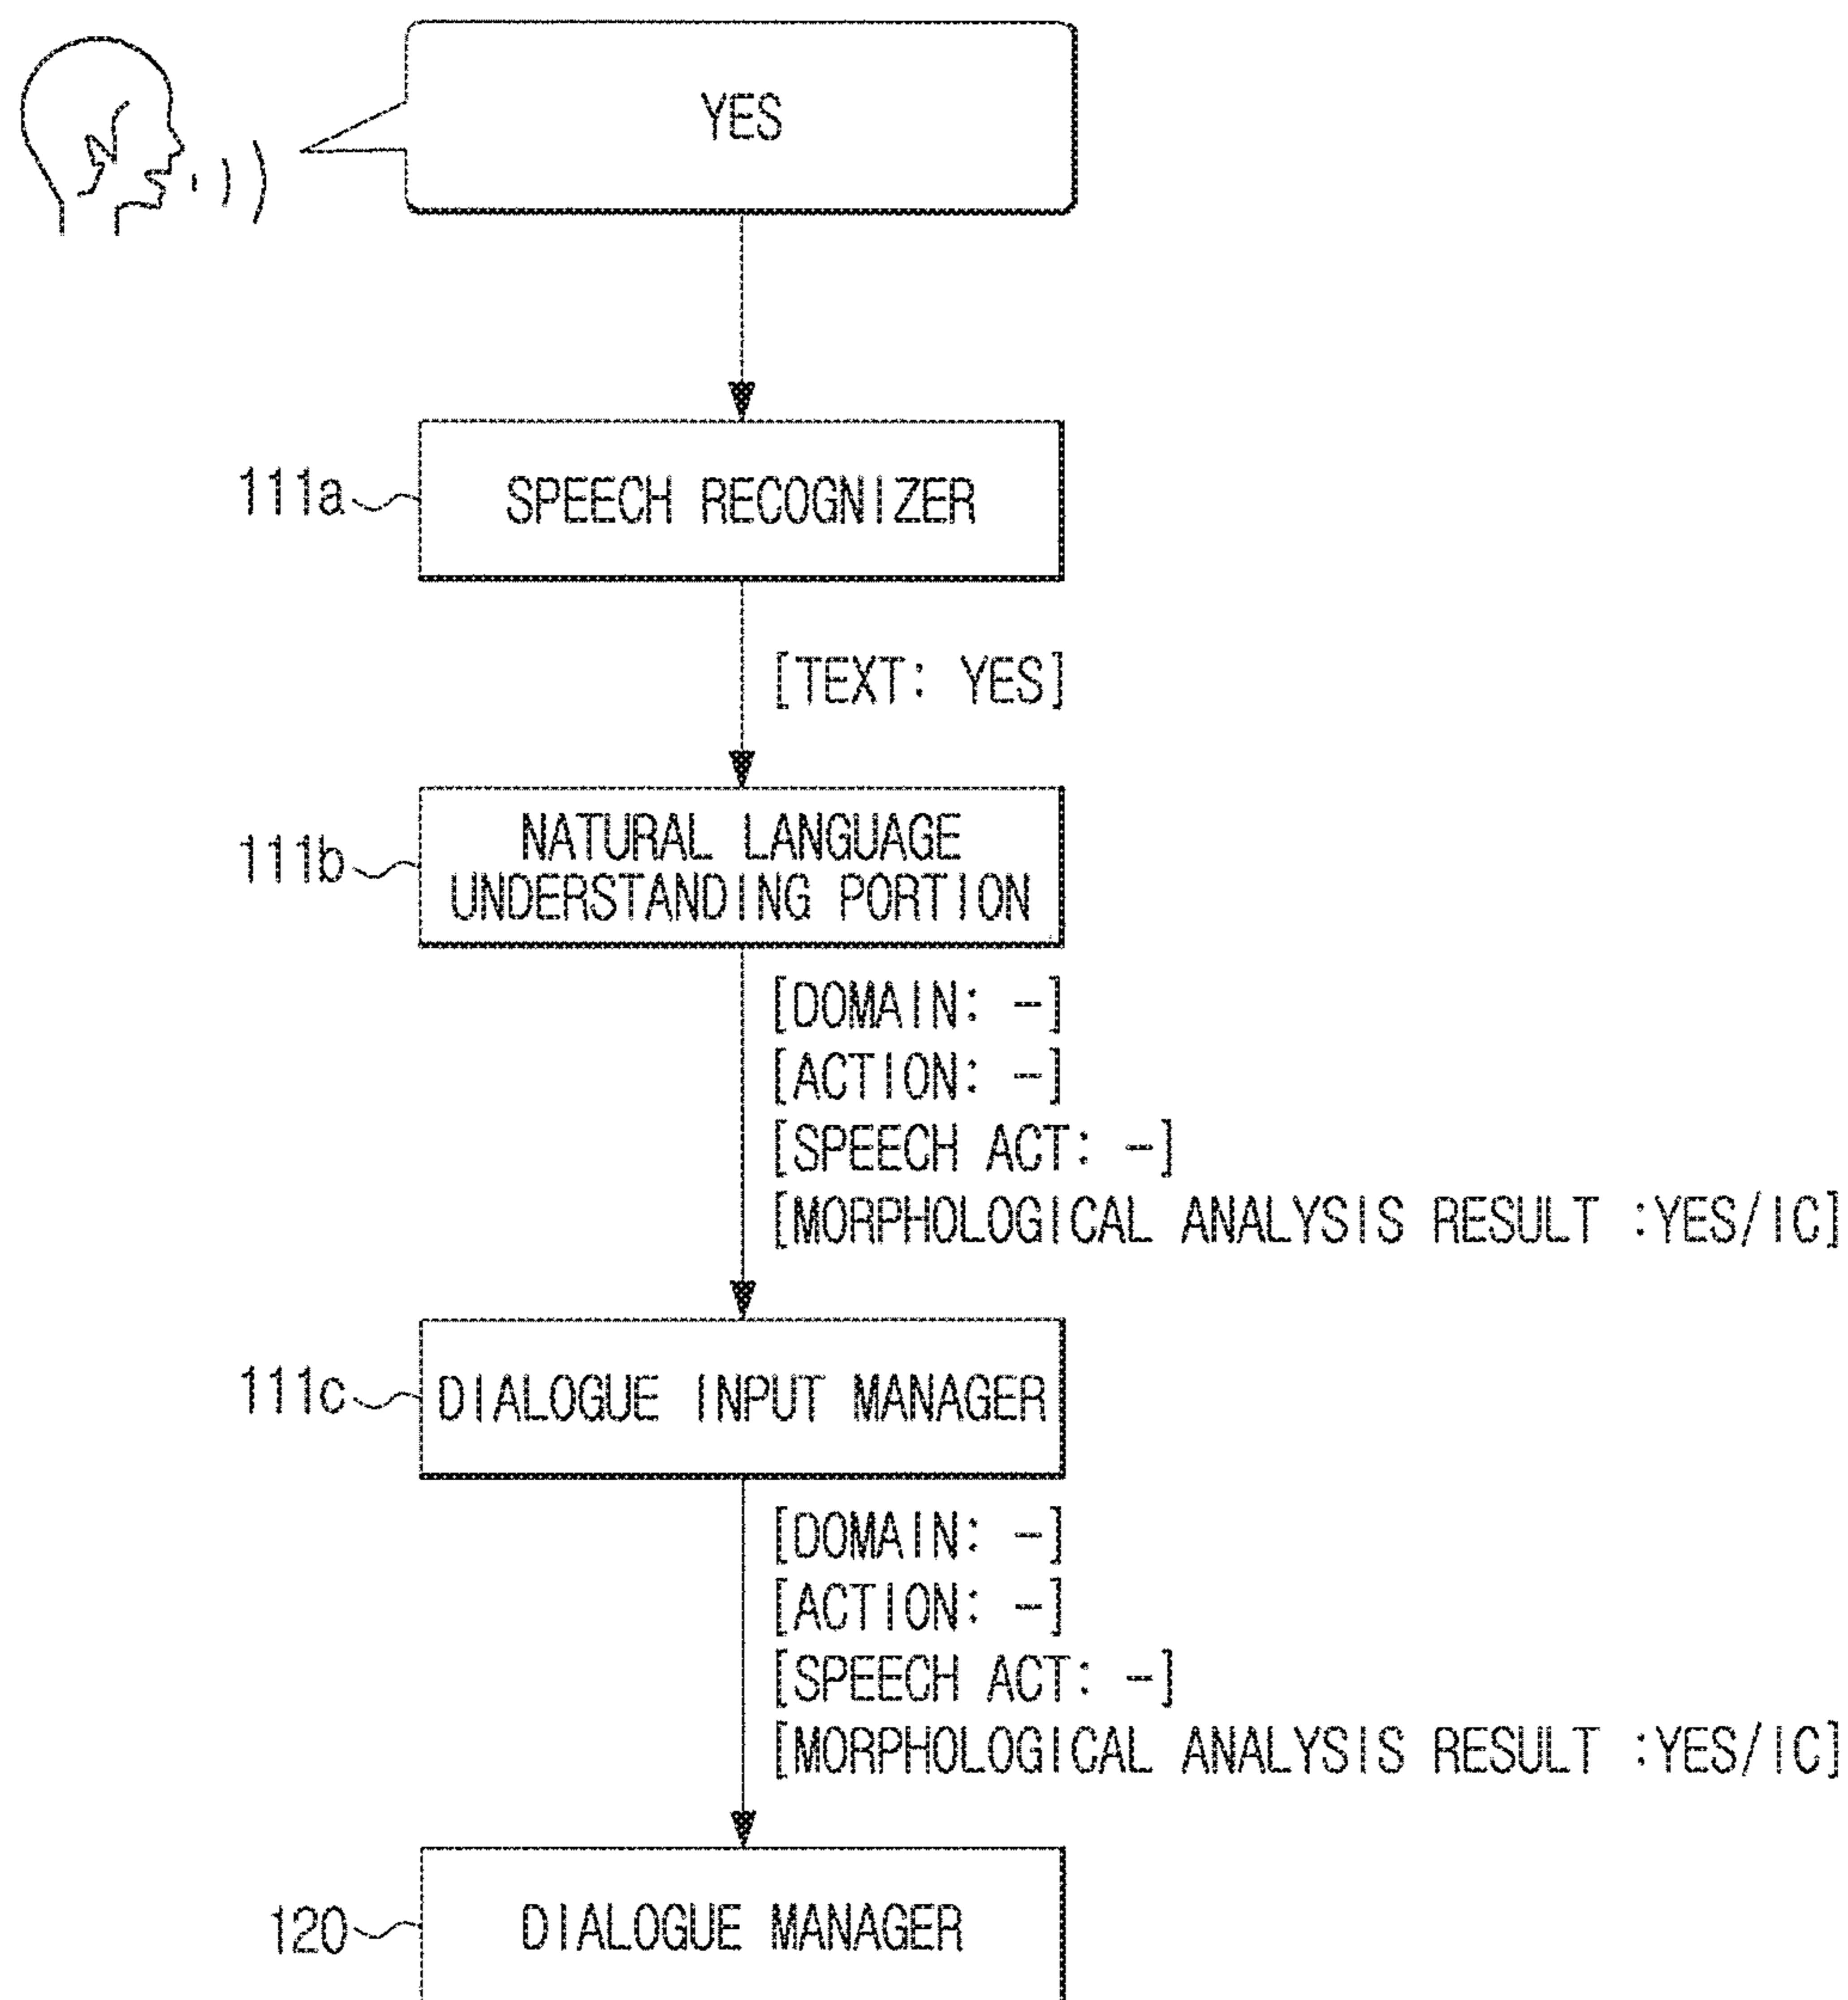 YES
111a
SPEECH RECOGNIZER
[TEXT: YES]
111b
NATURAL LANGUAGE
UNDERSTANDING PORTION
[DOMAIN: -]
[ACTION: -]
[SPEECH ACT: -]
[MORPHOLOGICAL ANALYSIS RESULT :YES/IC]
111c
DIALOGUE INPUT MANAGER
[DOMAIN: -]
[ACTION: -]
[SPEECH ACT: -]
[MORPHOLOGICAL ANALYSIS RESULT :YES/IC]
120
DIALOGUE MANAGER